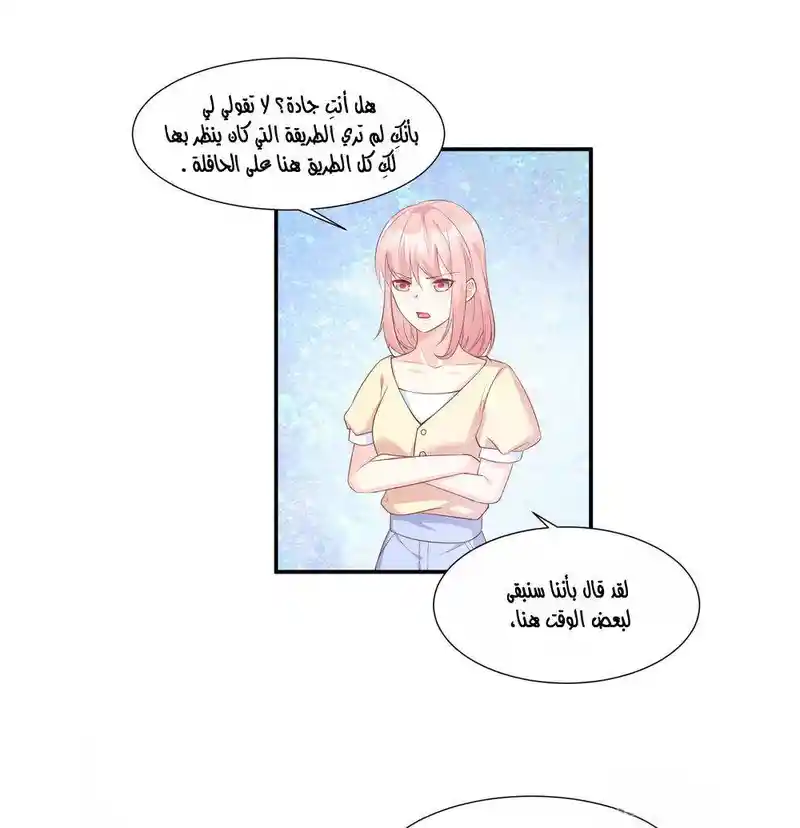 هل أنتِ جادة؟ لا تقولي لي
بأنكِ لم تري الطريقة التي كان ينظر بها
لكِ كل الطريق هنا على الحافلة .
لقد قال بأننا سنبقى
لبعض الوقت هنا،